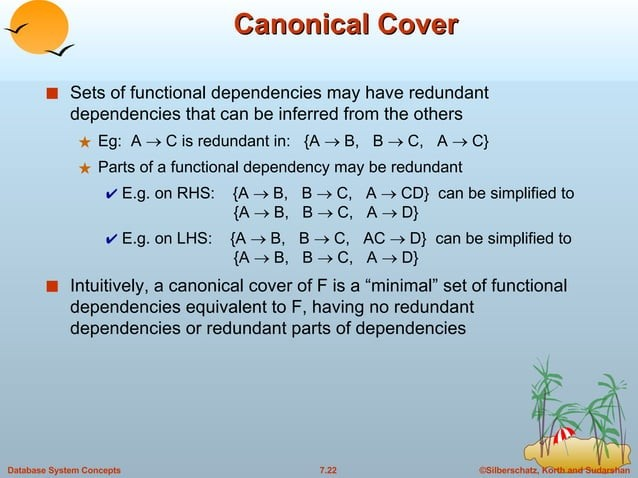 Canonical Cover
Sets of functional dependencies may have redundant
dependencies that can be inferred from the others
Eg: A → C is redundant in: {A → B, B → C, A → C}
Parts of a functional dependency may be redundant
E.g. on RHS: {A → B, B → C, A → CD} can be simplified to
{A → B, B → C, A → D}
E.g. on LHS: {A → B, B → C, AC → D} can be simplified to
{A → B, B → C, A → D}
Intuitively, a canonical cover of F is a “minimal” set of functional
dependencies equivalent to F, having no redundant
dependencies or redundant parts of dependencies
Database System Concepts
7.22
©Silberschatz, Korth and Sudarshan